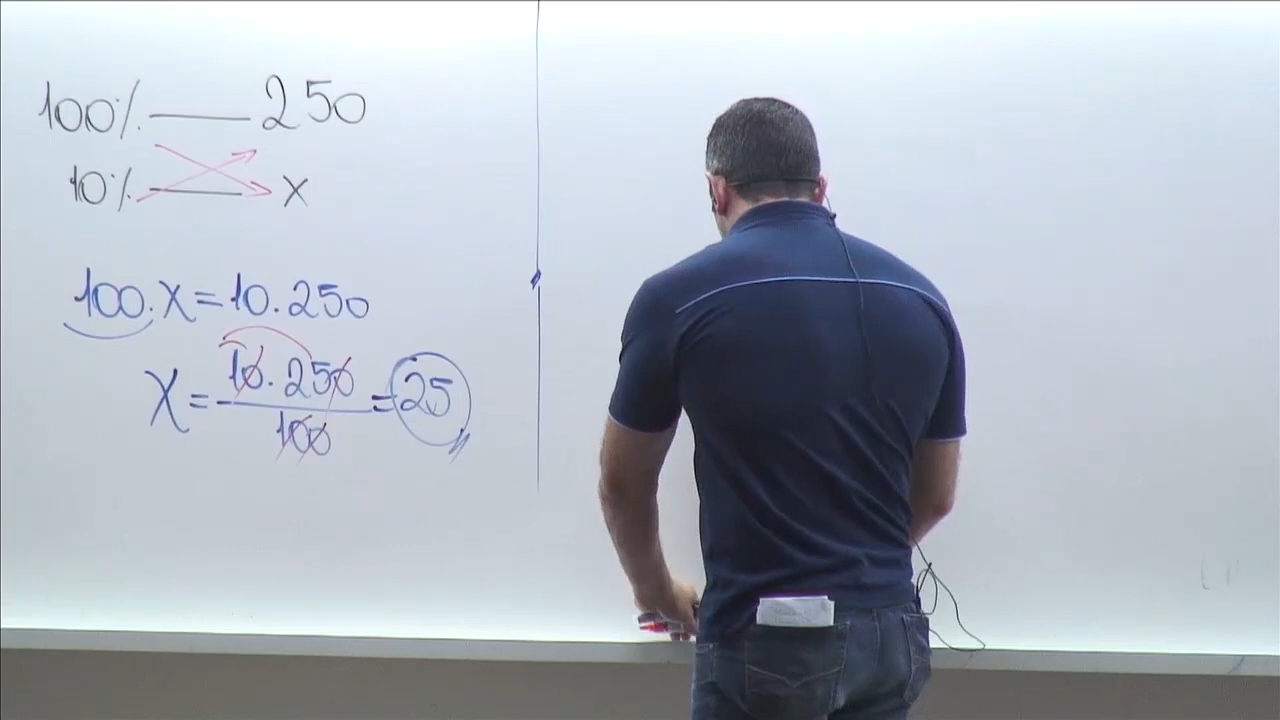 100% — 250
10% — x
100.x=10.250
x=10.250/100=25